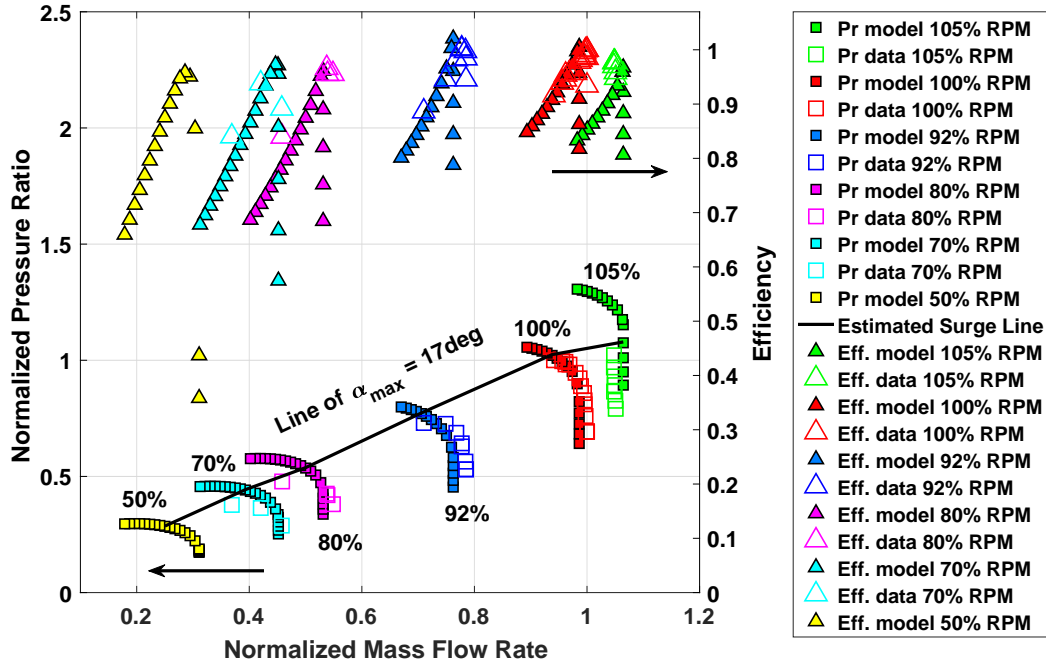 2.5
2
1.5
1
0.5
0
Normalized Pressure Ratio
0.2
0.4
0.6
0.8
1
1.2
Normalized Mass Flow Rate
1
0.9
0.8
0.7
0.6
0.5
0.4
0.3
0.2
0.1
0
Efficiency
105%
100%
Line of α_max = 17deg
70%
50%
92%
80%
Pr model 105% RPM
Pr data 105% RPM
Pr model 100% RPM
Pr data 100% RPM
Pr model 92% RPM
Pr data 92% RPM
Pr model 80% RPM
Pr data 80% RPM
Pr model 70% RPM
Pr data 70% RPM
Pr model 50% RPM
Estimated Surge Line
Eff. model 105% RPM
Eff. data 105% RPM
Eff. model 100% RPM
Eff. data 100% RPM
Eff. model 92% RPM
Eff. data 92% RPM
Eff. model 80% RPM
Eff. data 80% RPM
Eff. model 70% RPM
Eff. data 70% RPM
Eff. model 50% RPM